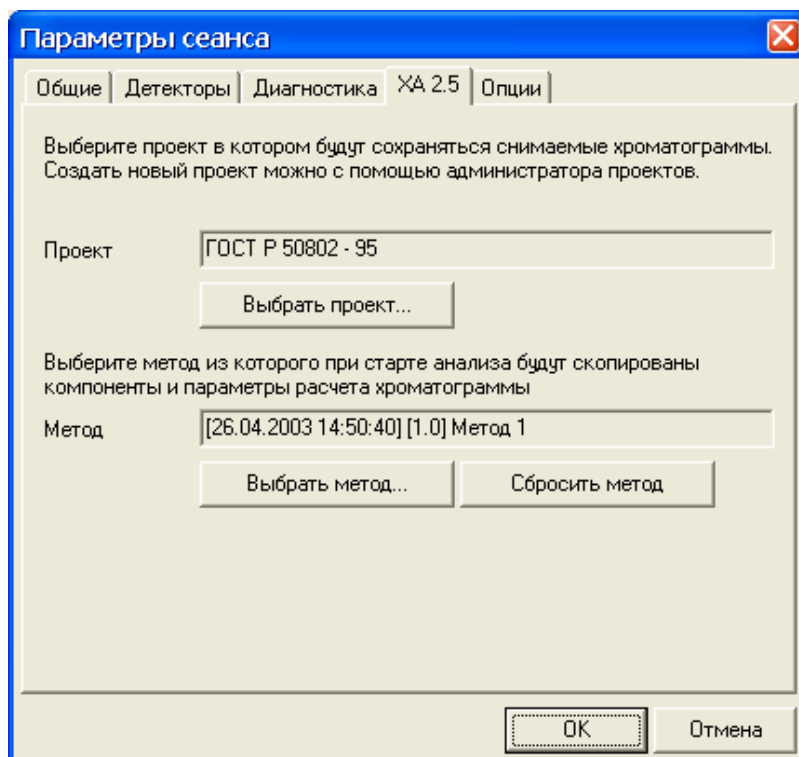 Параметры сеанса
Общие Детекторы Диагностика ХА 2.5 Опции
Выберите проект в котором будут сохраняться снимаемые хроматограммы.
Создать новый проект можно с помощью администратора проектов.
Проект ГОСТ Р 50802 - 95
Выбрать проект...
Выберите метод из которого при старте анализа будут скопированы
компоненты и параметры расчета хроматограммы
Метод [26.04.2003 14:50:40] [1.0] Метод 1
Выбрать метод... Сбросить метод
ОК Отмена